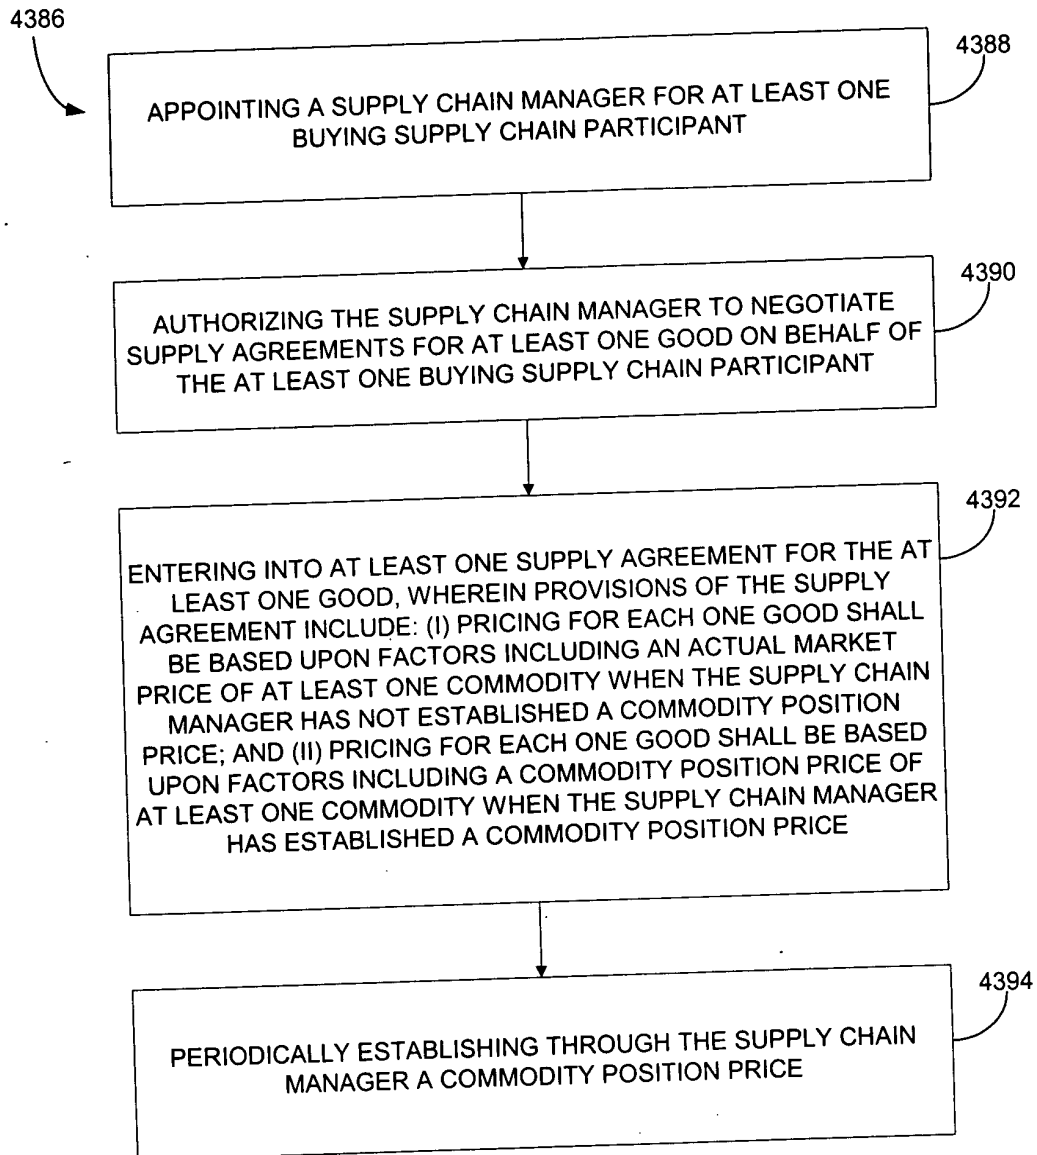 4386
4388
APPOINTING A SUPPLY CHAIN MANAGER FOR AT LEAST ONE
BUYING SUPPLY CHAIN PARTICIPANT
4390
AUTHORIZING THE SUPPLY CHAIN MANAGER TO NEGOTIATE
SUPPLY AGREEMENTS FOR AT LEAST ONE GOOD ON BEHALF OF
THE AT LEAST ONE BUYING SUPPLY CHAIN PARTICIPANT
4392
ENTERING INTO AT LEAST ONE SUPPLY AGREEMENT FOR THE AT
LEAST ONE GOOD, WHEREIN PROVISIONS OF THE SUPPLY
AGREEMENT INCLUDE: (I) PRICING FOR EACH ONE GOOD SHALL
BE BASED UPON FACTORS INCLUDING AN ACTUAL MARKET
PRICE OF AT LEAST ONE COMMODITY WHEN THE SUPPLY CHAIN
MANAGER HAS NOT ESTABLISHED A COMMODITY POSITION
PRICE; AND (II) PRICING FOR EACH ONE GOOD SHALL BE BASED
UPON FACTORS INCLUDING A COMMODITY POSITION PRICE OF
AT LEAST ONE COMMODITY WHEN THE SUPPLY CHAIN MANAGER
HAS ESTABLISHED A COMMODITY POSITION PRICE
4394
PERIODICALLY ESTABLISHING THROUGH THE SUPPLY CHAIN
MANAGER A COMMODITY POSITION PRICE